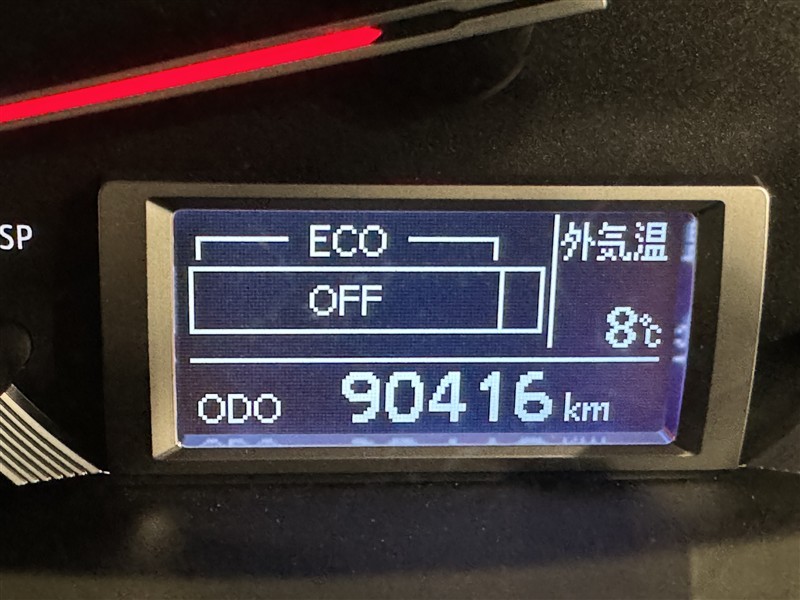 SP
ECO
外気温
OFF
8℃
ODO 90416 km